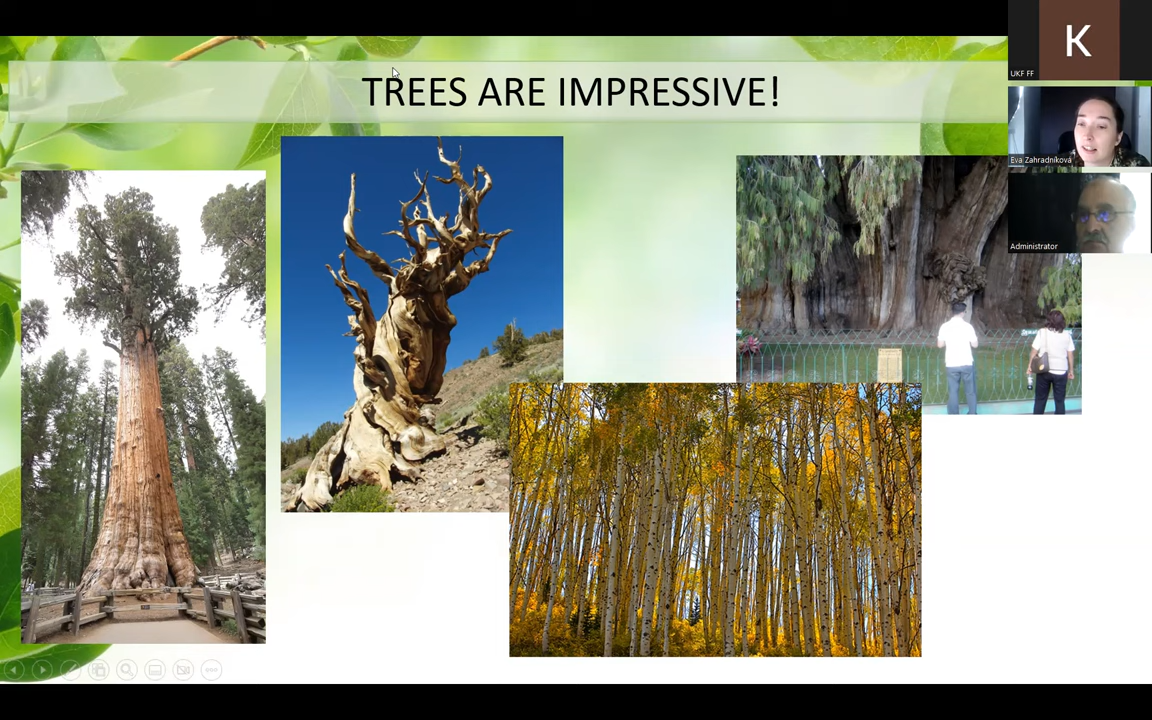 TREES ARE IMPRESSIVE!
K
UKF FF
Eva Zahradníková
Administrator